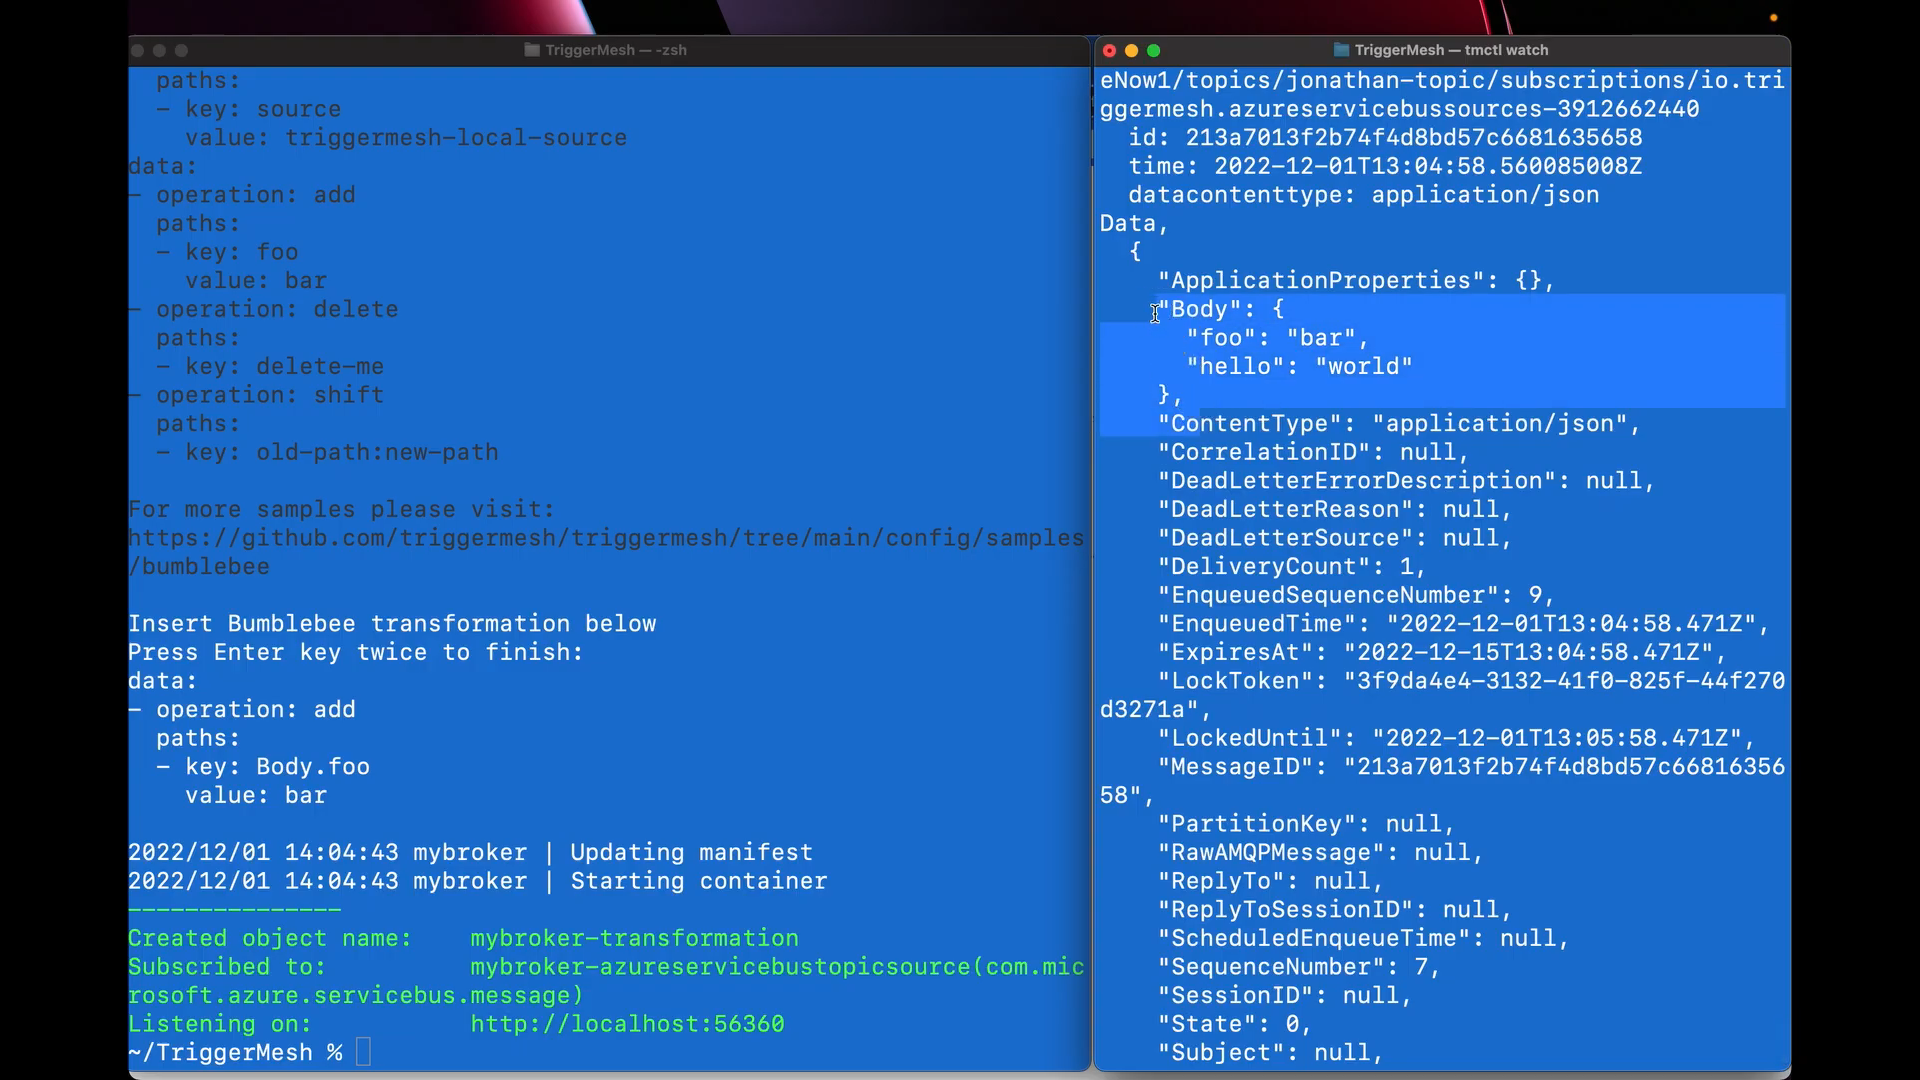 TriggerMesh — -zsh
  paths:
  - key: source
    value: triggermesh-local-source
data:
- operation: add
  paths:
  - key: foo
    value: bar
- operation: delete
  paths:
  - key: delete-me
- operation: shift
  paths:
  - key: old-path:new-path

For more samples please visit:
https://github.com/triggermesh/triggermesh/tree/main/config/samples
/bumblebee

Insert Bumblebee transformation below
Press Enter key twice to finish:
data:
- operation: add
  paths:
  - key: Body.foo
    value: bar

2022/12/01 14:04:43 mybroker | Updating manifest
2022/12/01 14:04:43 mybroker | Starting container
---------------
Created object name:    mybroker-transformation
Subscribed to:          mybroker-azureservicebustopicsource(com.mic
rosoft.azure.servicebus.message)
Listening on:           http://localhost:56360
~/TriggerMesh %
TriggerMesh — tmctl watch
eNow1/topics/jonathan-topic/subscriptions/io.tri
ggermesh.azureservicebussources-3912662440
  id: 213a7013f2b74f4d8bd57c6681635658
  time: 2022-12-01T13:04:58.560085008Z
  datacontenttype: application/json
Data,
  {
    "ApplicationProperties": {},
    "Body": {
      "foo": "bar",
      "hello": "world"
    },
    "ContentType": "application/json",
    "CorrelationID": null,
    "DeadLetterErrorDescription": null,
    "DeadLetterReason": null,
    "DeadLetterSource": null,
    "DeliveryCount": 1,
    "EnqueuedSequenceNumber": 9,
    "EnqueuedTime": "2022-12-01T13:04:58.471Z",
    "ExpiresAt": "2022-12-15T13:04:58.471Z",
    "LockToken": "3f9da4e4-3132-41f0-825f-44f270
d3271a",
    "LockedUntil": "2022-12-01T13:05:58.471Z",
    "MessageID": "213a7013f2b74f4d8bd57c66816356
58",
    "PartitionKey": null,
    "RawAMQPMessage": null,
    "ReplyTo": null,
    "ReplyToSessionID": null,
    "ScheduledEnqueueTime": null,
    "SequenceNumber": 7,
    "SessionID": null,
    "State": 0,
    "Subject": null,